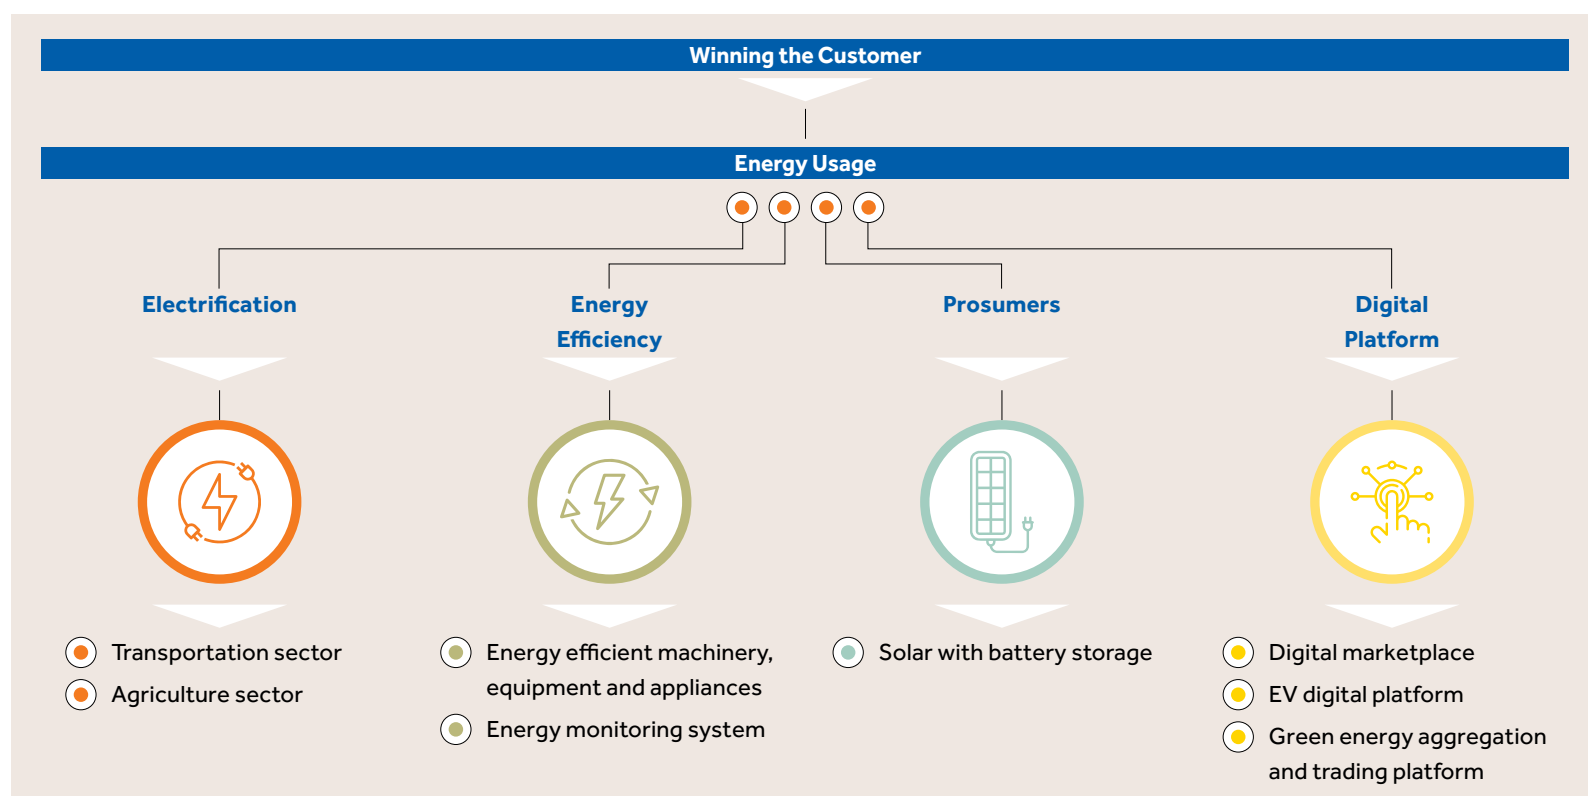 Winning the Customer
Energy Usage
Electrification
Energy
Efficiency
Prosumers
Digital
Platform
Transportation sector
Agriculture sector
Energy efficient machinery,
equipment and appliances
Energy monitoring system
Solar with battery storage
Digital marketplace
EV digital platform
Green energy aggregation
and trading platform